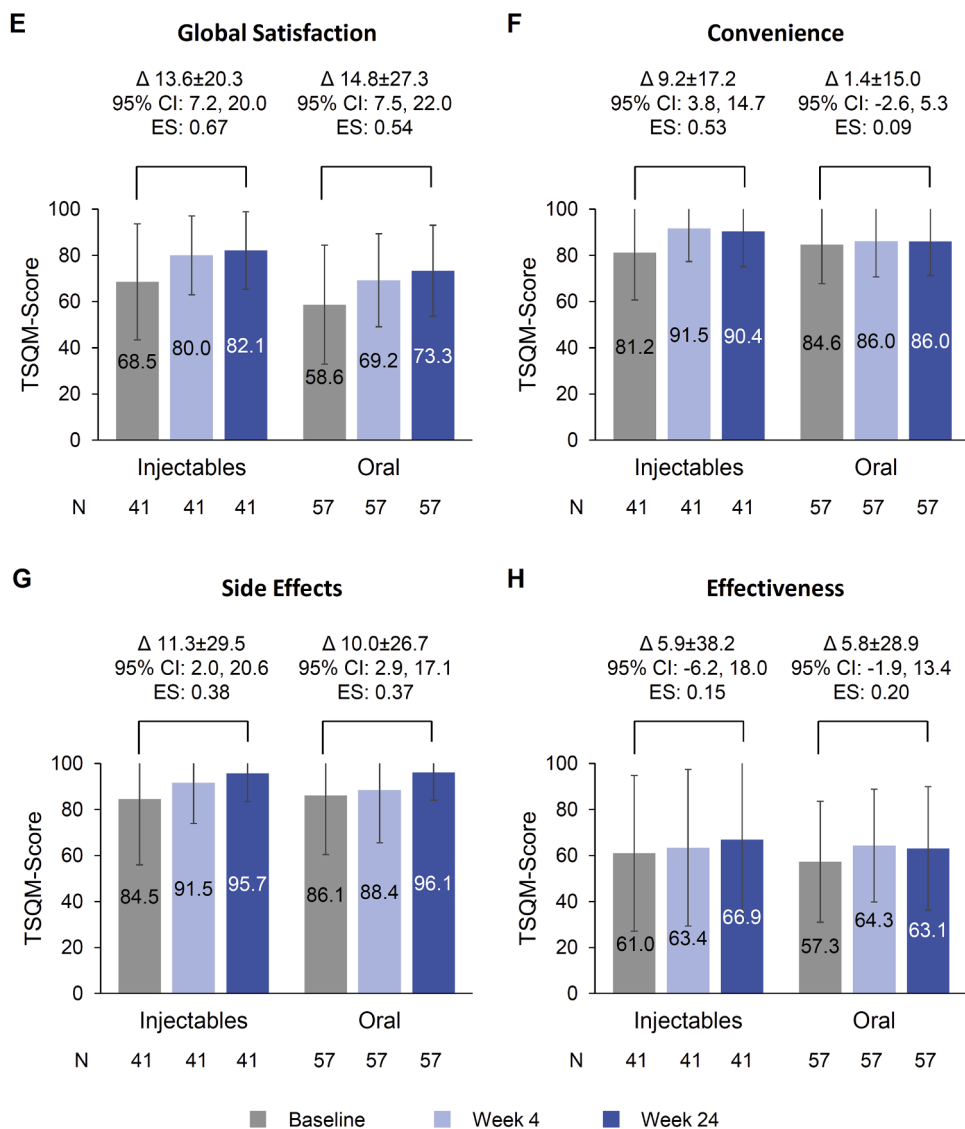 E Global Satisfaction
Δ 13.6±20.3
95% CI: 7.2, 20.0
ES: 0.67
Δ 14.8±27.3
95% CI: 7.5, 22.0
ES: 0.54
TSQM-Score
100
80
60
40
20
0
68.5 80.0 82.1 58.6 69.2 73.3
Injectables Oral
N 41 41 41 57 57 57
F Convenience
Δ 9.2±17.2
95% CI: 3.8, 14.7
ES: 0.53
Δ 1.4±15.0
95% CI: -2.6, 5.3
ES: 0.09
TSQM-Score
100
80
60
40
20
0
81.2 91.5 90.4 84.6 86.0 86.0
Injectables Oral
N 41 41 41 57 57 57
G Side Effects
Δ 11.3±29.5
95% CI: 2.0, 20.6
ES: 0.38
Δ 10.0±26.7
95% CI: 2.9, 17.1
ES: 0.37
TSQM-Score
100
80
60
40
20
0
84.5 91.5 95.7 86.1 88.4 96.1
Injectables Oral
N 41 41 41 57 57 57
H Effectiveness
Δ 5.9±38.2
95% CI: -6.2, 18.0
ES: 0.15
Δ 5.8±28.9
95% CI: -1.9, 13.4
ES: 0.20
TSQM-Score
100
80
60
40
20
0
61.0 63.4 66.9 57.3 64.3 63.1
Injectables Oral
N 41 41 41 57 57 57
Baseline Week 4 Week 24